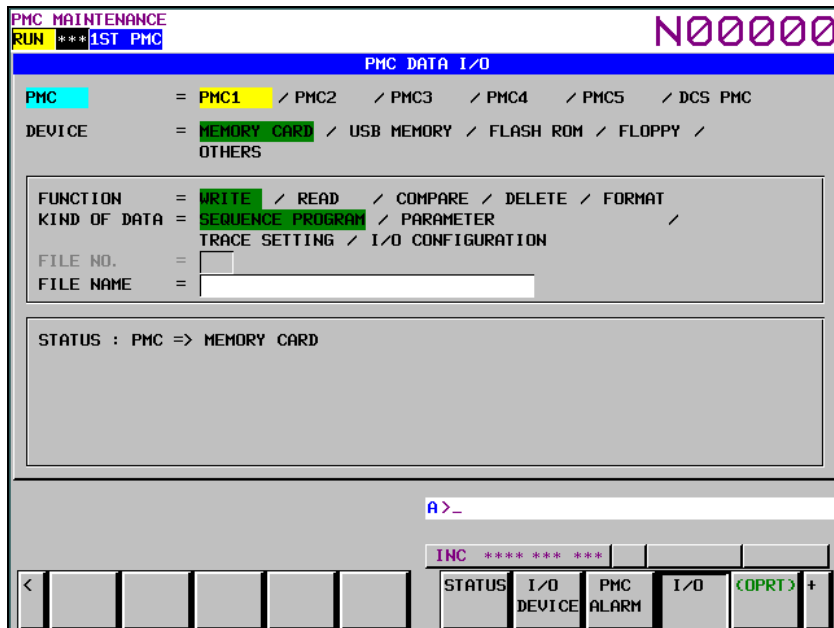 PMC MAINTENANCE
N00000
RUN ***1ST PMC
PMC DATA I/O
PMC = PMC1 / PMC2 / PMC3 / PMC4 / PMC5 / DCS PMC
DEVICE = MEMORY CARD / USB MEMORY / FLASH ROM / FLOPPY /
OTHERS
FUNCTION = WRITE / READ / COMPARE / DELETE / FORMAT
KIND OF DATA = SEQUENCE PROGRAM / PARAMETER /
TRACE SETTING / I/O CONFIGURATION
FILE NO. =
FILE NAME =
STATUS : PMC => MEMORY CARD
A>_
INC **** *** ***
< STATUS I/O DEVICE PMC ALARM I/O (OPRT) +